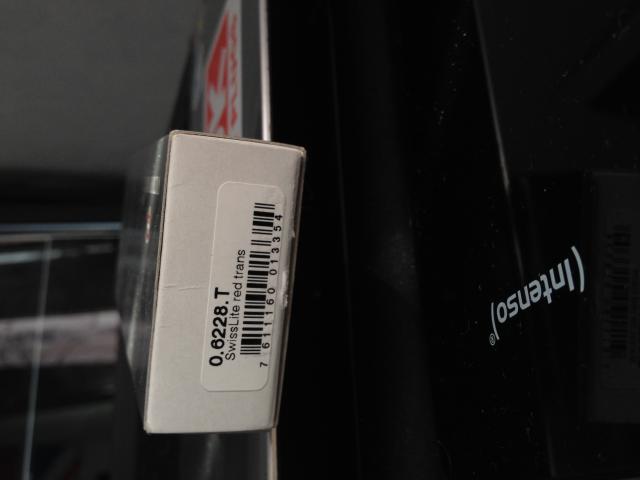 0.6228.T
SwissLite red trans
7 611160 013354
(Intenso)®